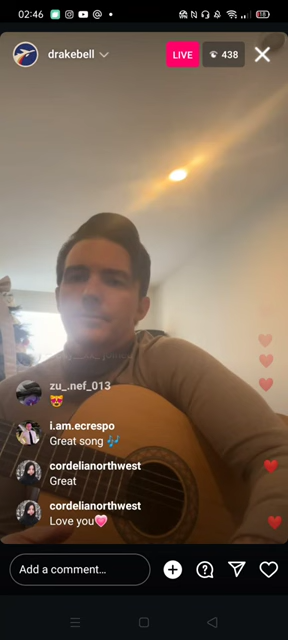 02:46
drakebell
LIVE
438
zu_.nef_013
😍
i.am.ecrespo
Great song 🎶
cordelianorthwest
Great
cordelianorthwest
Love you💗
Add a comment...